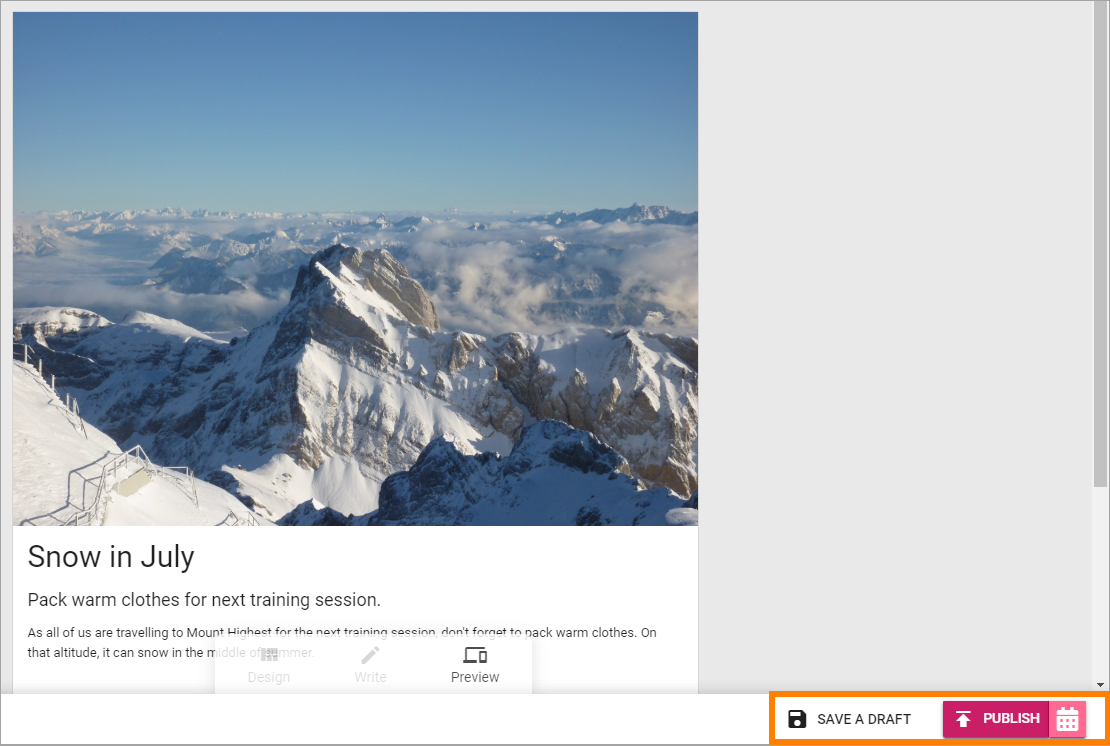 Snow in July
Pack warm clothes for next training session.
As all of us are travelling to Mount Highest for the next training session, don't forget to pack warm clothes. On
that altitude, it can snow in the middle of summer.
Design Write Preview
SAVE A DRAFT PUBLISH